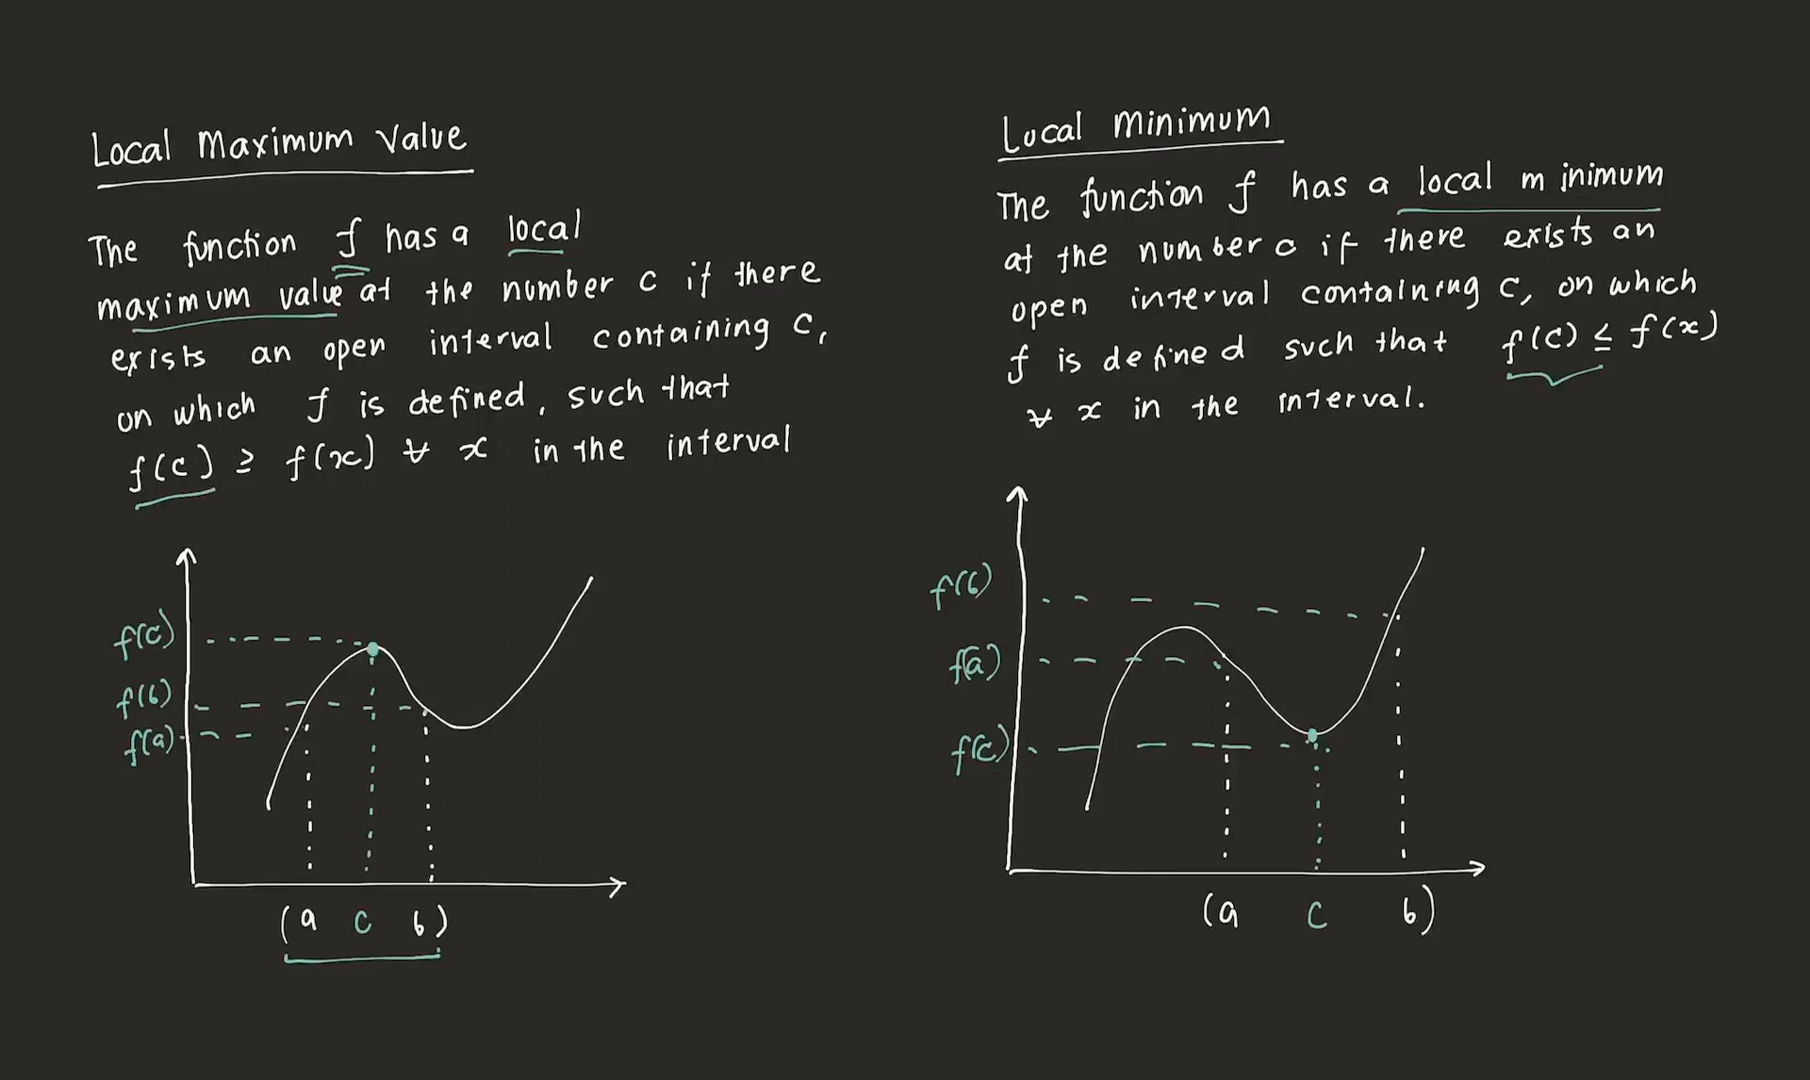 Local Maximum Value
The function f has a local
maximum value at the number c if there
exists an open interval containing c,
on which f is defined, such that
f(c) ≥ f(x) ∀ x in the interval
f(c)
f(b)
f(a)
(a c b)
Local Minimum
The function f has a local minimum
at the number c if there exists an
open interval containing c, on which
f is defined such that f(c) ≤ f(x)
∀ x in the interval.
f(b)
f(a)
f(c)
(a c b)